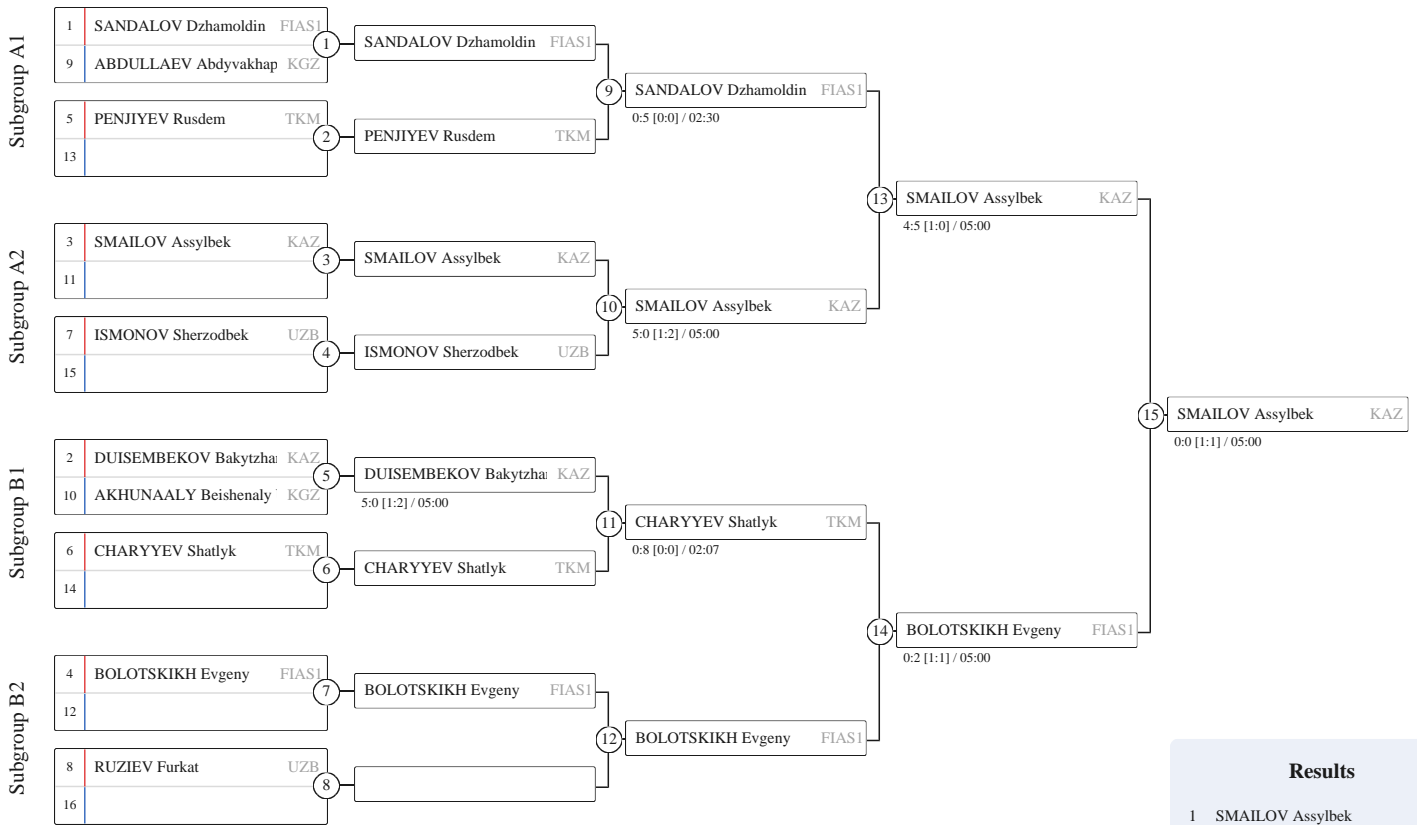 Subgroup A1
1 SANDALOV Dzhamoldin FIAS1
9 ABDULLAEV Abdyvakhap KGZ
1
5 PENJIYEV Rusdem TKM
13
2
SANDALOV Dzhamoldin FIAS1
PENJIYEV Rusdem TKM
9
SANDALOV Dzhamoldin FIAS1
0:5 [0:0] / 02:30
Subgroup A2
3 SMAILOV Assylbek KAZ
11
3
7 ISMONOV Sherzodbek UZB
15
4
SMAILOV Assylbek KAZ
ISMONOV Sherzodbek UZB
10
SMAILOV Assylbek KAZ
5:0 [1:2] / 05:00
13
SMAILOV Assylbek KAZ
4:5 [1:0] / 05:00
Subgroup B1
2 DUISEMBEKOV Bakytzha KAZ
10 AKHUNAALY Beishenaly KGZ
5
6 CHARYYEV Shatlyk TKM
14
6
DUISEMBEKOV Bakytzha KAZ
5:0 [1:2] / 05:00
CHARYYEV Shatlyk TKM
11
CHARYYEV Shatlyk TKM
0:8 [0:0] / 02:07
Subgroup B2
4 BOLOTSKIKH Evgeny FIAS1
12
7
8 RUZIEV Furkat UZB
16
8
BOLOTSKIKH Evgeny FIAS1
12
BOLOTSKIKH Evgeny FIAS1
14
BOLOTSKIKH Evgeny FIAS1
0:2 [1:1] / 05:00
15
SMAILOV Assylbek KAZ
0:0 [1:1] / 05:00
Results
1 SMAILOV Assylbek